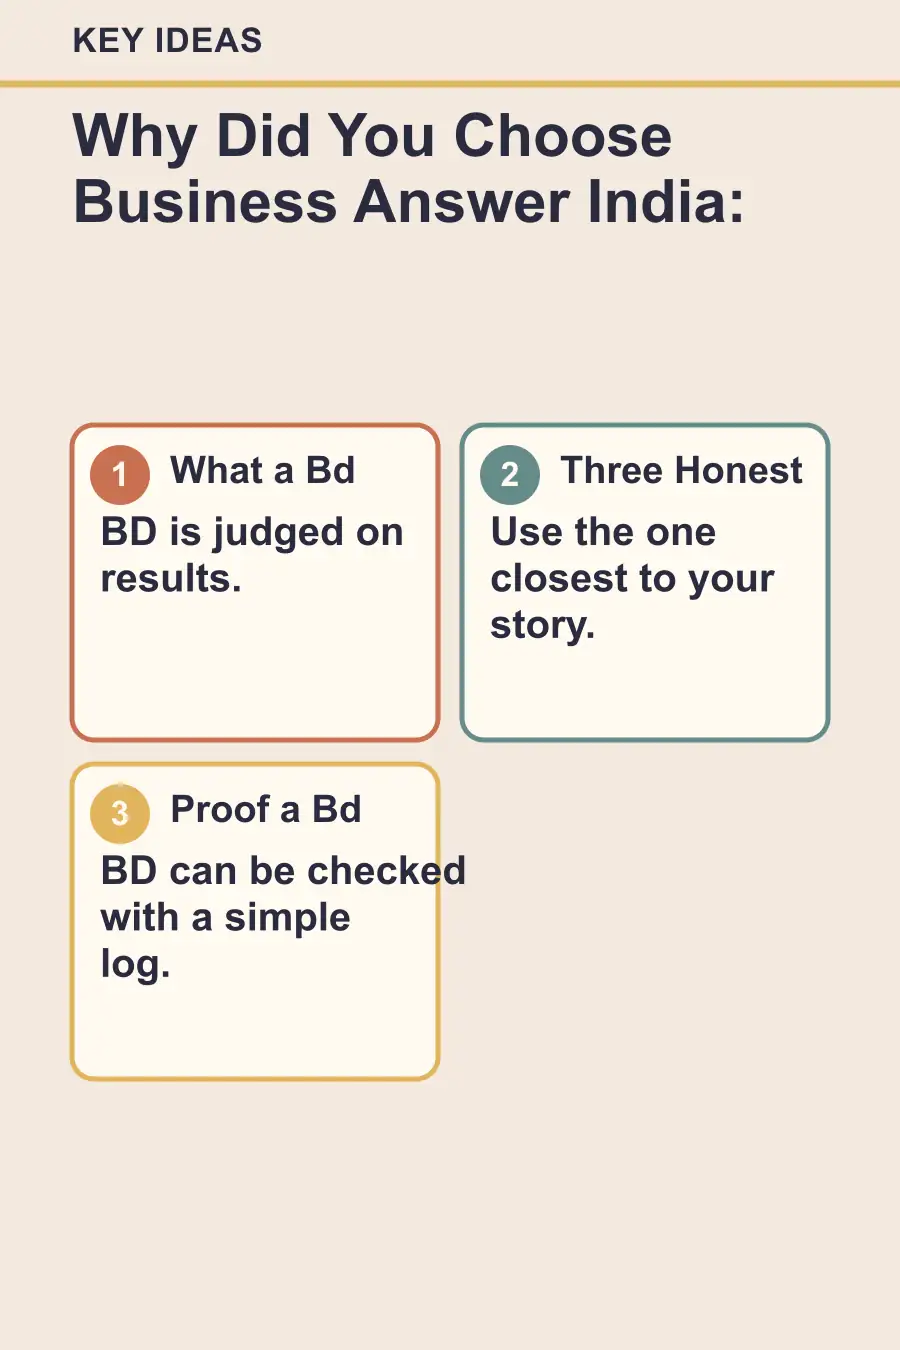 KEY IDEAS
Why Did You Choose
Business Answer India:
1 What a Bd
BD is judged on
results.
2 Three Honest
Use the one
closest to your
story.
3 Proof a Bd
BD can be checked
with a simple
log.